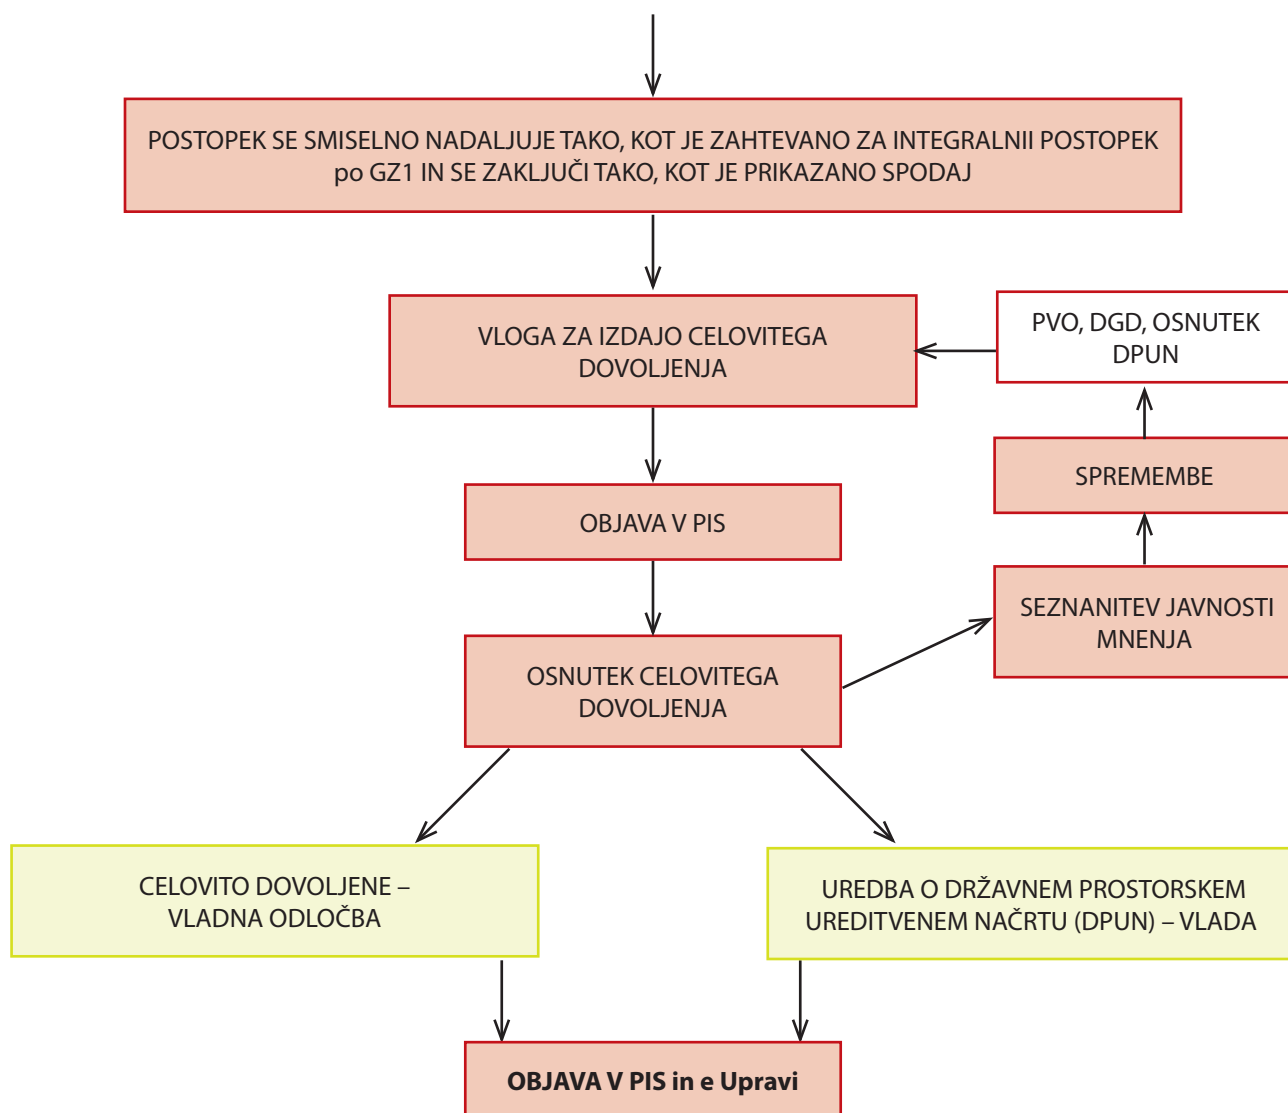 POSTOPEK SE SMISELNO NADALJUJE TAKO, KOT JE ZAHTEVANO ZA INTEGRALNII POSTOPEK
po GZ1 IN SE ZAKLJUČI TAKO, KOT JE PRIKAZANO SPODAJ
VLOGA ZA IZDAJO CELOVITEGA
DOVOLJENJA
PVO, DGD, OSNUTEK
DPUN
SPREMEMBE
OBJAVA V PIS
SEZNANITEV JAVNOSTI
MNENJA
OSNUTEK CELOVITEGA
DOVOLJENJA
CELOVITO DOVOLJENE –
VLADNA ODLOČBA
UREDBA O DRŽAVNEM PROSTORSKEM
UREDITVENEM NAČRTU (DPUN) – VLADA
OBJAVA V PIS in e Upravi